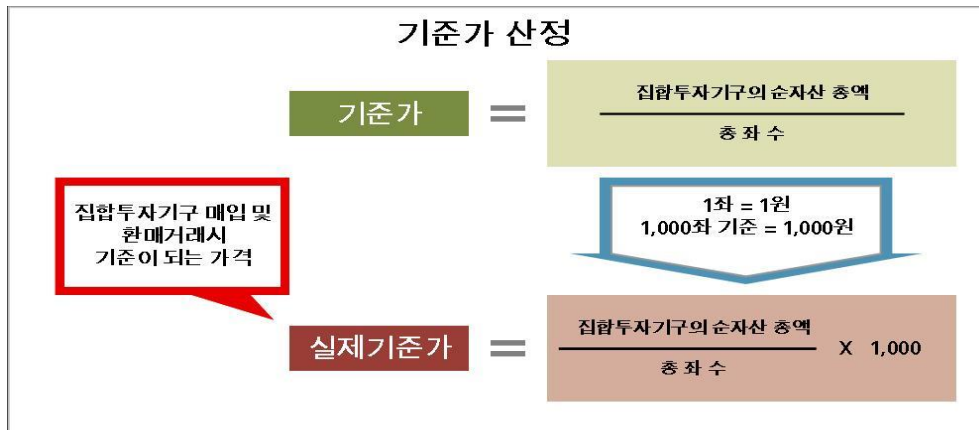 기준가 산정
기준가
=
집합투자기구의 순자산 총액
총 좌 수
집합투자기구 매입 및
환매거래시
기준이 되는 가격
1좌 = 1원
1,000좌 기준 = 1,000원
실제기준가
=
집합투자기구의 순자산 총액
총 좌 수
X 1,000